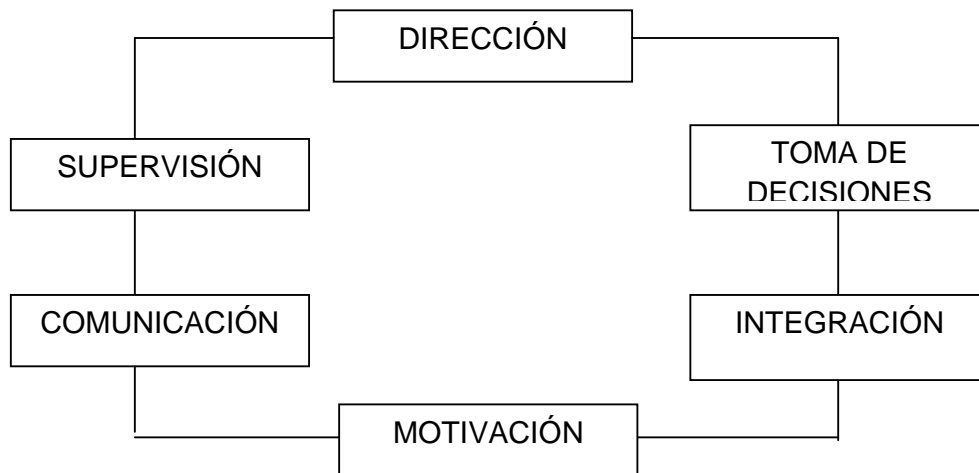 DIRECCIÓN
SUPERVISIÓN
TOMA DE
DECISIONES
COMUNICACIÓN
INTEGRACIÓN
MOTIVACIÓN